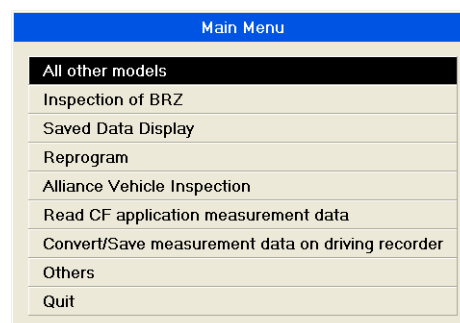 Main Menu
All other models
Inspection of BRZ
Saved Data Display
Reprogram
Alliance Vehicle Inspection
Read CF application measurement data
Convert/Save measurement data on driving recorder
Others
Quit